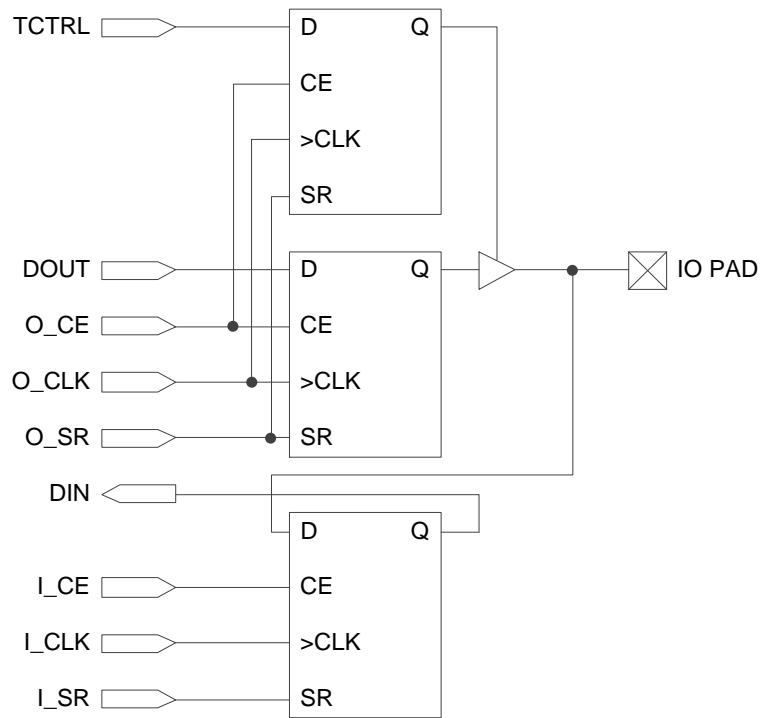 TCTRL D Q
CE
>CLK
SR
DOUT D Q IO PAD
O_CE CE
O_CLK >CLK
O_SR SR
DIN
D Q
I_CE CE
I_CLK >CLK
I_SR SR